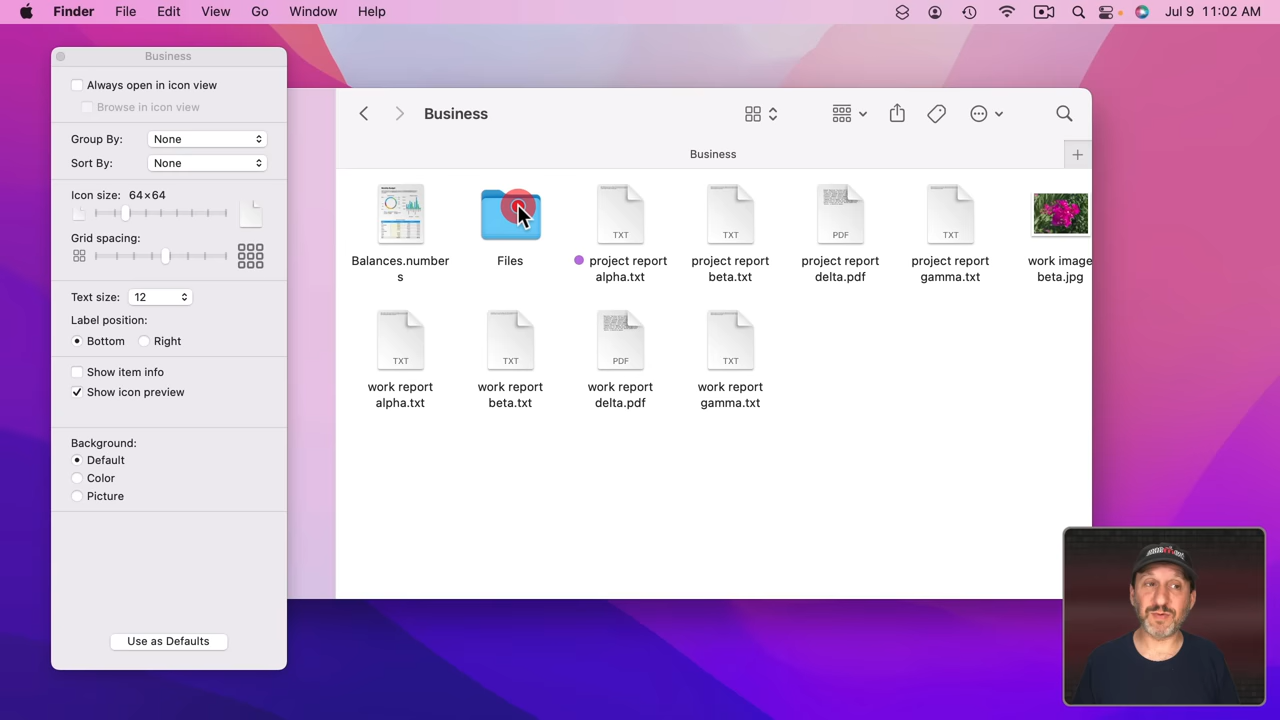 Finder File Edit View Go Window Help Jul 9 11:02 AM
Business
Always open in icon view
Browse in icon view
Group By: None
Sort By: None
Icon size: 64×64
Grid spacing:
Text size: 12
Label position:
Bottom Right
Show item info
Show icon preview
Background:
Default
Color
Picture
Use as Defaults
Business
Business
Balances.number
s
Files
TXT
project report
alpha.txt
TXT
project report
beta.txt
PDF
project report
delta.pdf
TXT
project report
gamma.txt
work image
beta.jpg
TXT
work report
alpha.txt
TXT
work report
beta.txt
PDF
work report
delta.pdf
TXT
work report
gamma.txt